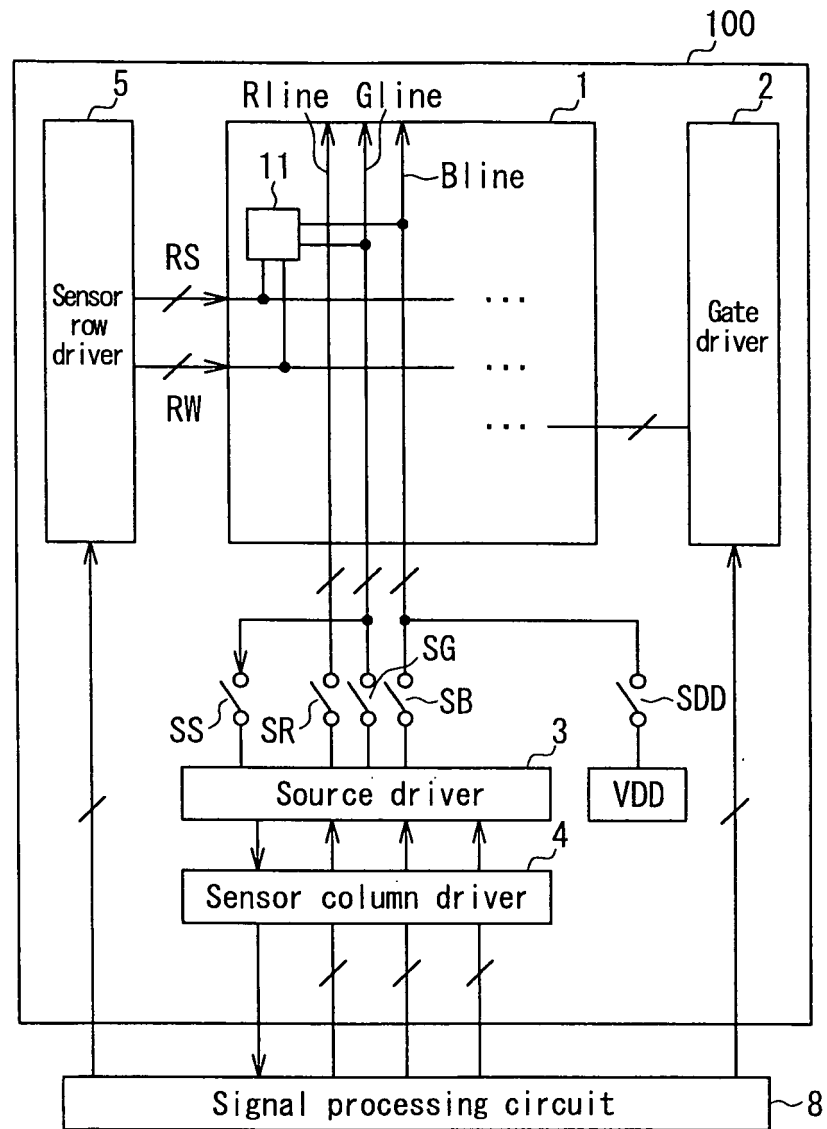 100
5
Rline Gline
1
2
11
Bline
RS
Sensor
row
driver
...
Gate
driver
RW
...
...
SG
SS
SR
SB
SDD
3
Source driver
VDD
4
Sensor column driver
Signal processing circuit
8